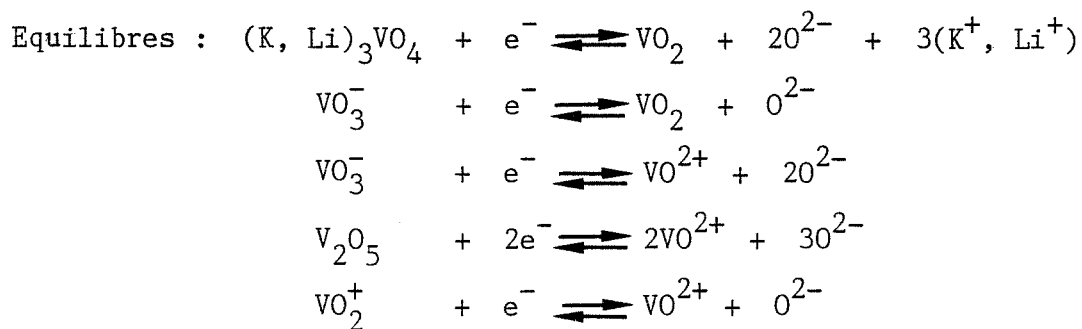 Equilibres : (K, Li)₃VO₄ + e⁻ ⇌ VO₂ + 2O²⁻ + 3(K⁺, Li⁺)
VO₃⁻ + e⁻ ⇌ VO₂ + O²⁻
VO₃⁻ + e⁻ ⇌ VO²⁺ + 2O²⁻
V₂O₅ + 2e⁻ ⇌ 2VO²⁺ + 3O²⁻
VO₂⁺ + e⁻ ⇌ VO²⁺ + O²⁻